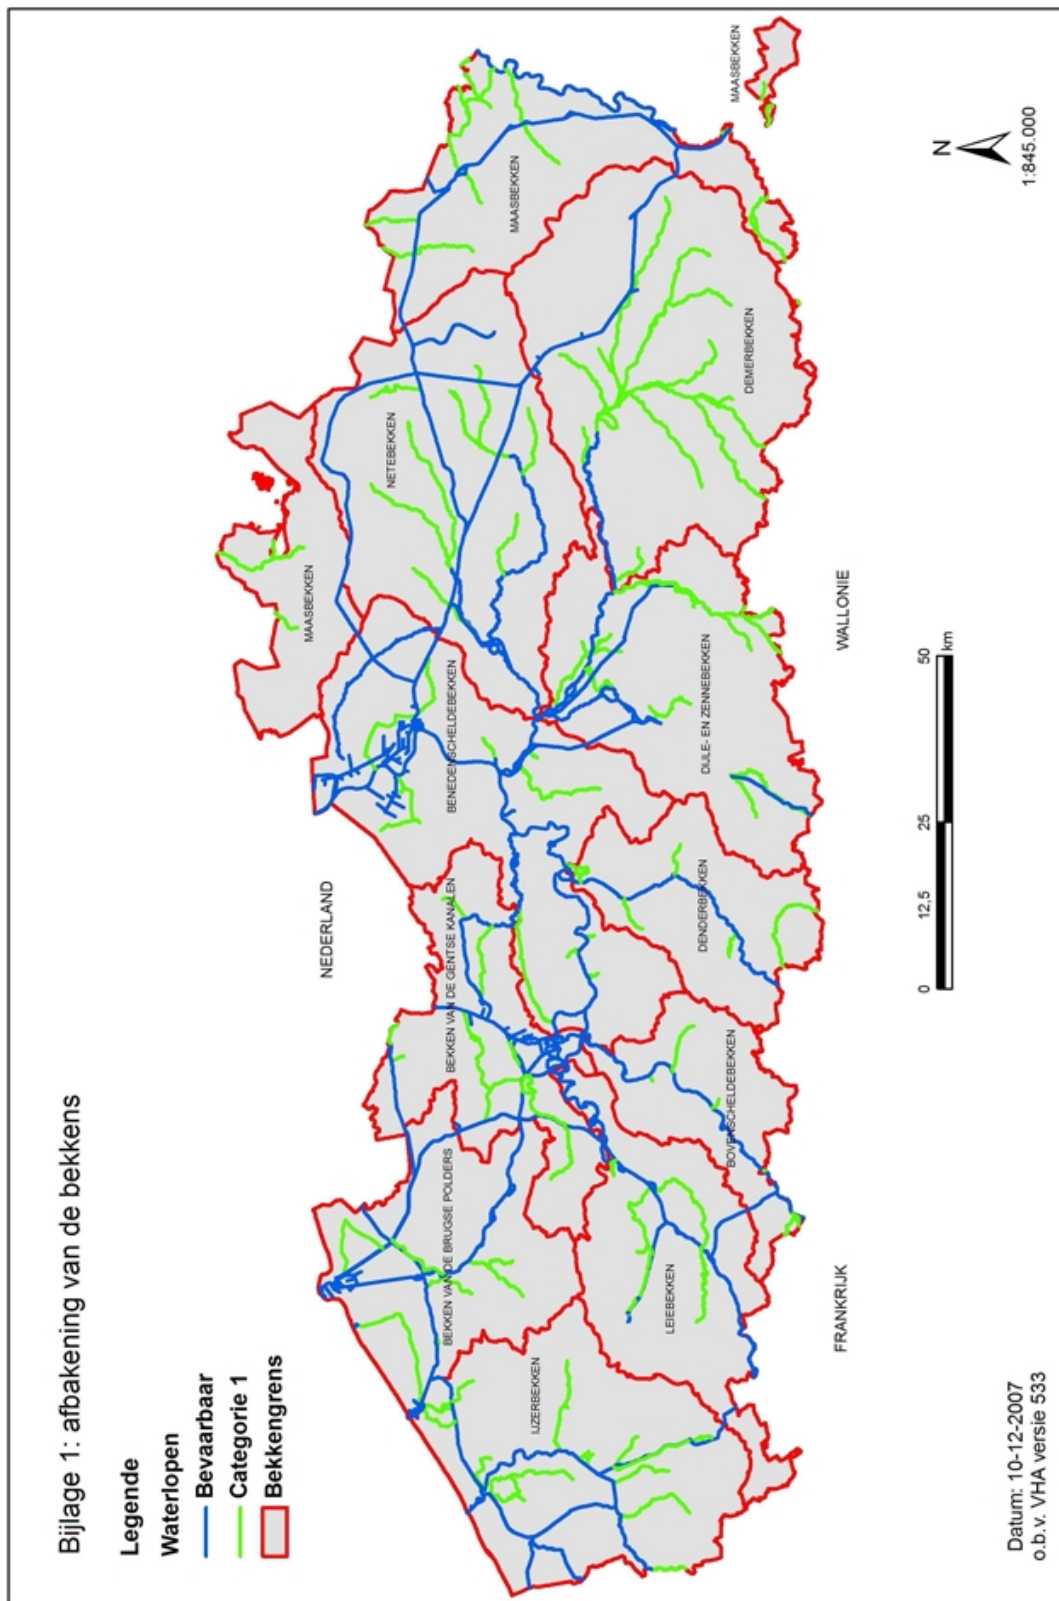 Bijlage 1: afbakening van de bekkens
Legende
Waterlopen
Bevaarbaar
Categorie 1
Bekkengrens
NEDERLAND
MAASBEKKEN
NETEBEKKEN
MAASBEKKEN
MAASBEKKEN
BENEDENSCHELDEBEKKEN
BEKKEN VAN DE GENTSE KANALEN
BEKKEN VAN DE BRUGSE POLDERS
IJZERBEKKEN
LEIEBEKKEN
BOVENSCHELDEBEKKEN
DENDERBEKKEN
DIJLE- EN ZENNEBEKKEN
DEMERBEKKEN
FRANKRIJK
WALLONIE
0 12,5 25 50
km
N
1:845.000
Datum: 10-12-2007
o.b.v. VHA versie 533